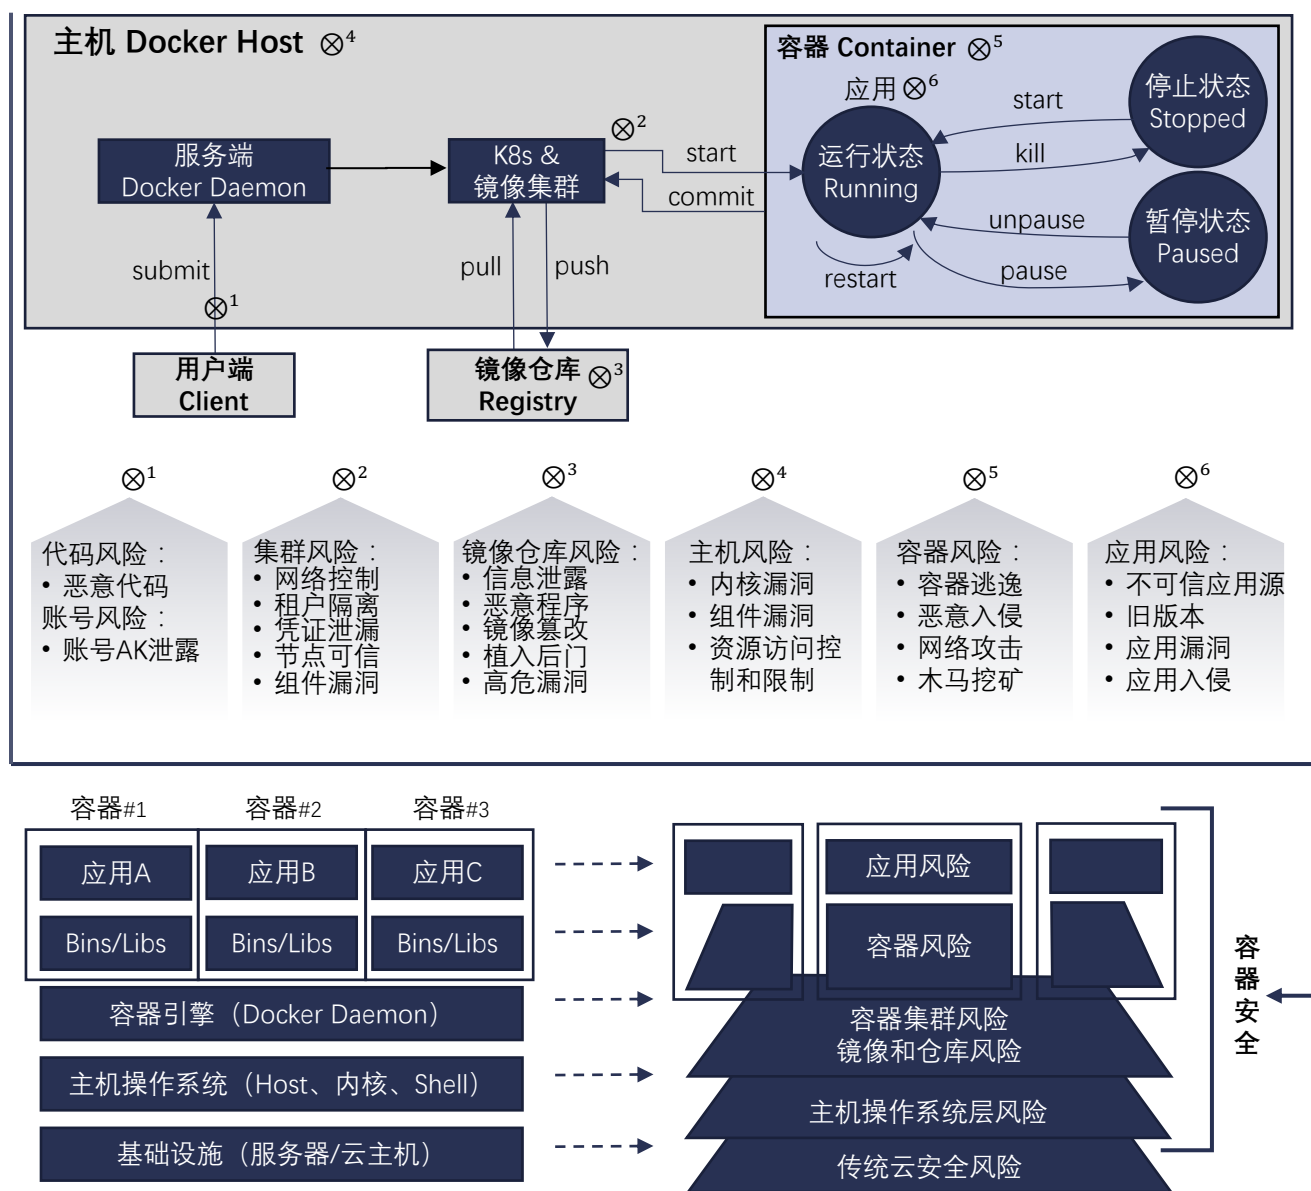 主机 Docker Host ⊗4
容器 Container ⊗5
应用 ⊗6
停止状态
Stopped
start
kill
运行状态
Running
unpause
暂停状态
Paused
pause
restart
服务端
Docker Daemon
K8s &
镜像集群
⊗2
start
commit
submit
⊗1
pull
push
用户端
Client
镜像仓库
Registry
⊗3
⊗1
代码风险：
• 恶意代码
账号风险：
• 账号AK泄露
⊗2
集群风险：
• 网络控制
• 租户隔离
• 凭证泄漏
• 节点可信
• 组件漏洞
⊗3
镜像仓库风险：
• 信息泄露
• 恶意程序
• 镜像篡改
• 植入后门
• 高危漏洞
⊗4
主机风险：
• 内核漏洞
• 组件漏洞
• 资源访问控
制和限制
⊗5
容器风险：
• 容器逃逸
• 恶意入侵
• 网络攻击
• 木马挖矿
⊗6
应用风险：
• 不可信应用源
• 旧版本
• 应用漏洞
• 应用入侵
容器#1
容器#2
容器#3
应用A
应用B
应用C
Bins/Libs
Bins/Libs
Bins/Libs
容器引擎（Docker Daemon）
主机操作系统（Host、内核、Shell）
基础设施（服务器/云主机）
应用风险
容器风险
容器集群风险
镜像和仓库风险
主机操作系统层风险
传统云安全风险
容器安全